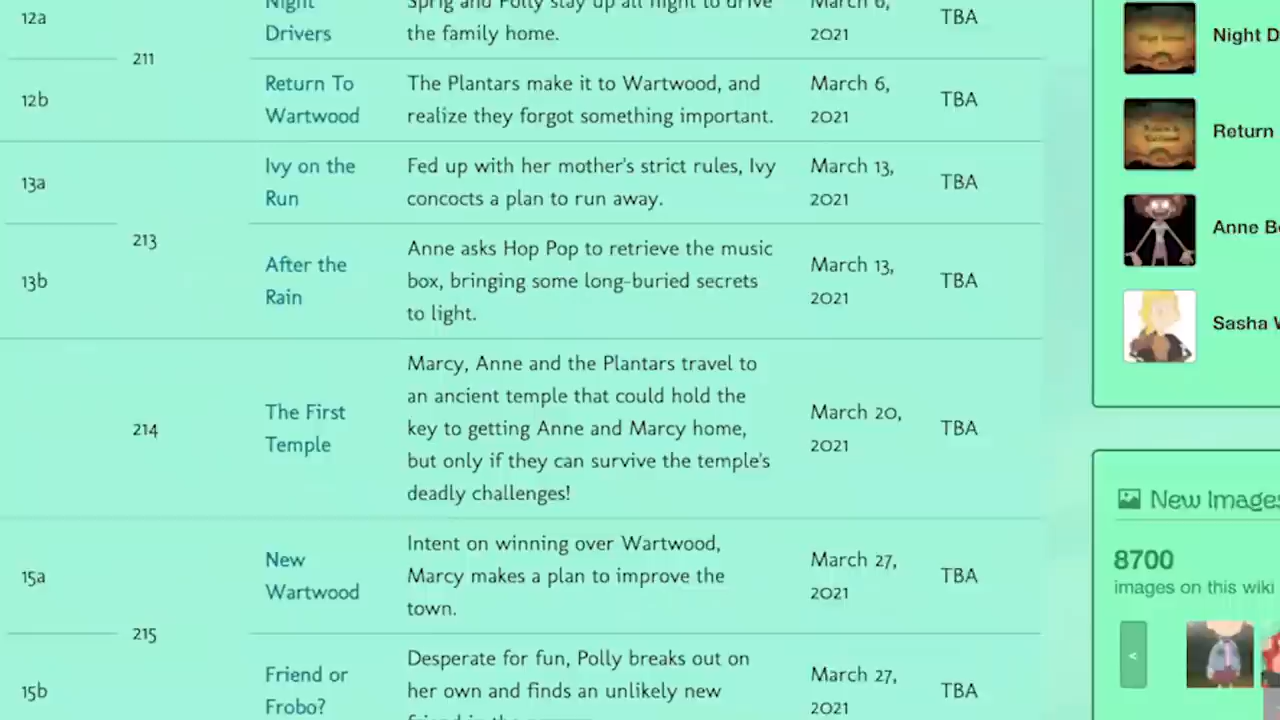 12a
Night
Drivers
Sprig and Polly stay up all night to drive
the family home.
March 6,
2021
TBA
211
12b
Return To
Wartwood
The Plantars make it to Wartwood, and
realize they forgot something important.
March 6,
2021
TBA
13a
Ivy on the
Run
Fed up with her mother's strict rules, Ivy
concocts a plan to run away.
March 13,
2021
TBA
213
13b
After the
Rain
Anne asks Hop Pop to retrieve the music
box, bringing some long-buried secrets
to light.
March 13,
2021
TBA
214
The First
Temple
Marcy, Anne and the Plantars travel to
an ancient temple that could hold the
key to getting Anne and Marcy home,
but only if they can survive the temple's
deadly challenges!
March 20,
2021
TBA
15a
New
Wartwood
Intent on winning over Wartwood,
Marcy makes a plan to improve the
town.
March 27,
2021
TBA
215
15b
Friend or
Frobo?
Desperate for fun, Polly breaks out on
her own and finds an unlikely new
March 27,
2021
TBA
Night D
Return
Anne B
Sasha
New Images
8700
images on this wiki
<